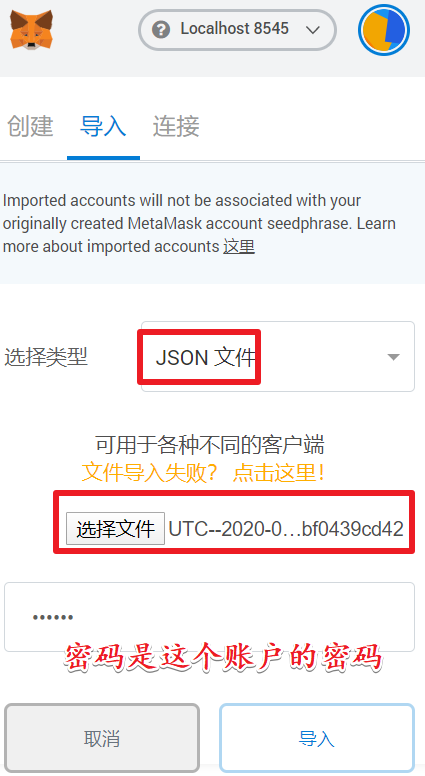 Localhost 8545
创建 导入 连接
Imported accounts will not be associated with your
originally created MetaMask account seedphrase. Learn
more about imported accounts 这里
选择类型 JSON 文件
可用于各种不同的客户端
文件导入失败？ 点击这里！
选择文件 UTC--2020-0...bf0439cd42
••••••
密码是这个账户的密码
取消 导入